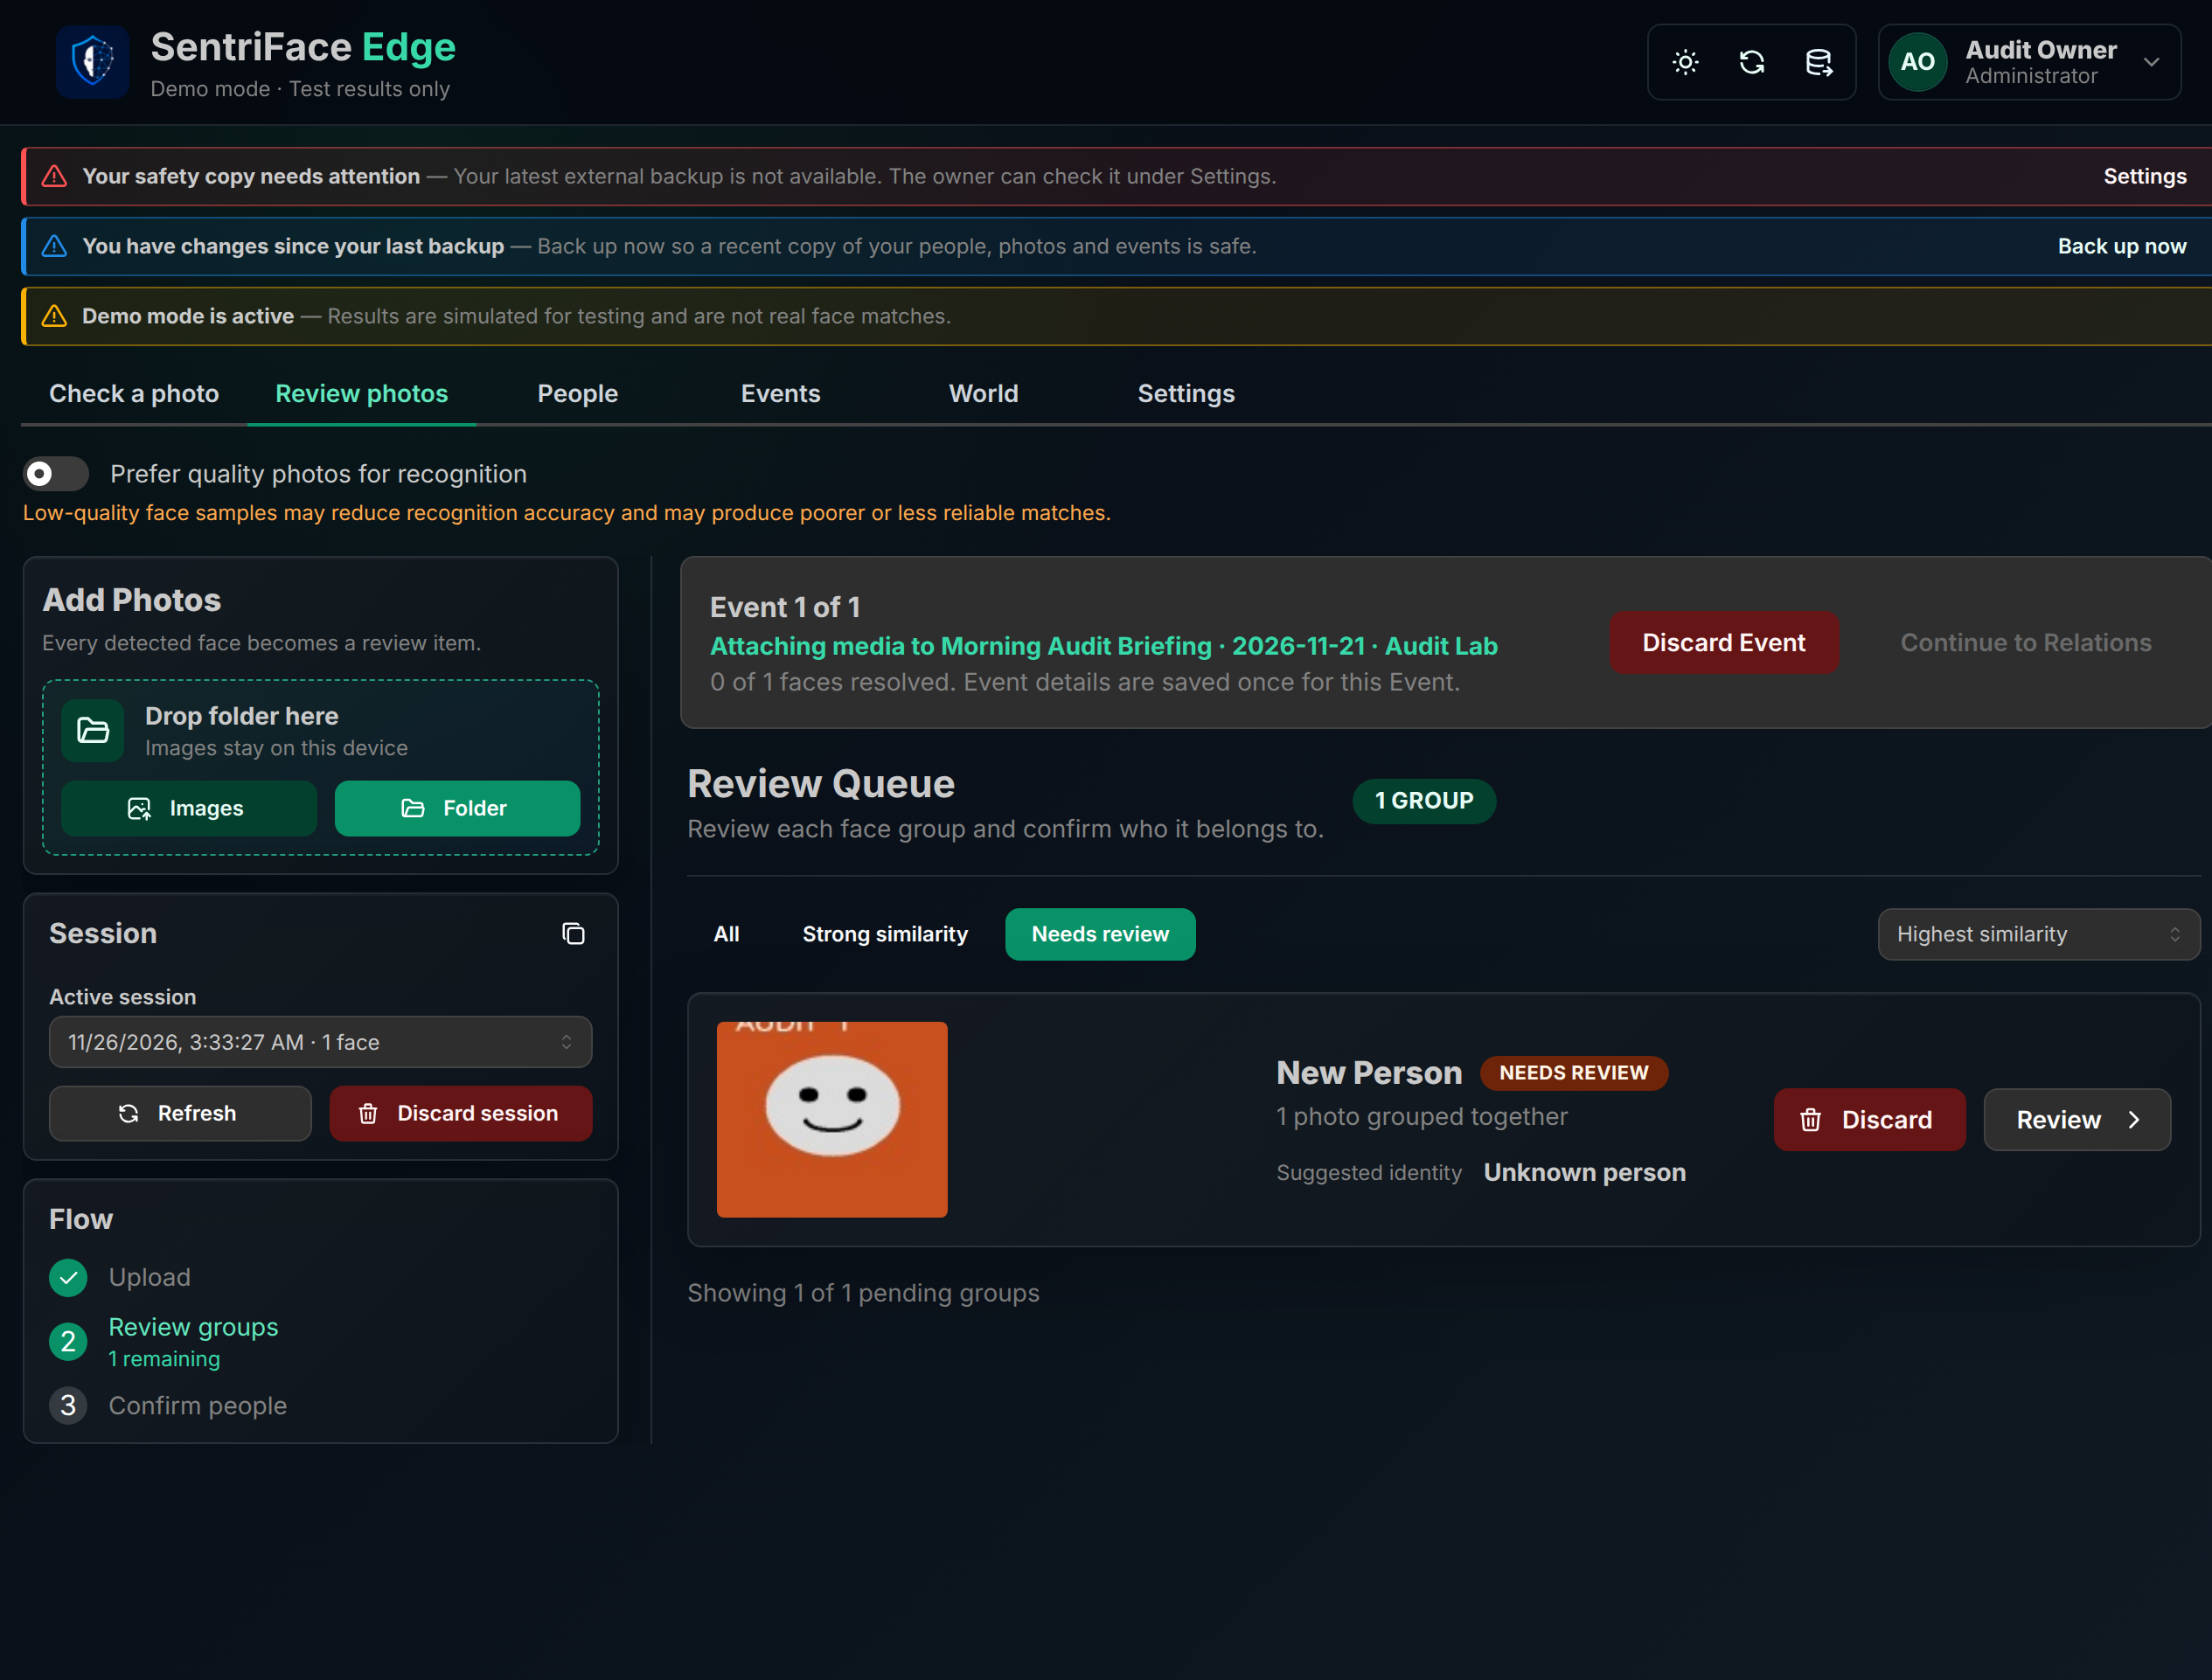 SentriFace Edge
Demo mode · Test results only
AO
Audit Owner
Administrator
Your safety copy needs attention — Your latest external backup is not available. The owner can check it under Settings.
Settings
You have changes since your last backup — Back up now so a recent copy of your people, photos and events is safe.
Back up now
Demo mode is active — Results are simulated for testing and are not real face matches.
Check a photo
Review photos
People
Events
World
Settings
Prefer quality photos for recognition
Low-quality face samples may reduce recognition accuracy and may produce poorer or less reliable matches.
Add Photos
Every detected face becomes a review item.
Drop folder here
Images stay on this device
Images
Folder
Session
Active session
11/26/2026, 3:33:27 AM · 1 face
Refresh
Discard session
Flow
Upload
2
Review groups
1 remaining
3
Confirm people
Event 1 of 1
Attaching media to Morning Audit Briefing · 2026-11-21 · Audit Lab
0 of 1 faces resolved. Event details are saved once for this Event.
Discard Event
Continue to Relations
Review Queue
Review each face group and confirm who it belongs to.
1 GROUP
All
Strong similarity
Needs review
Highest similarity
New Person
NEEDS REVIEW
1 photo grouped together
Suggested identity Unknown person
Discard
Review
Showing 1 of 1 pending groups